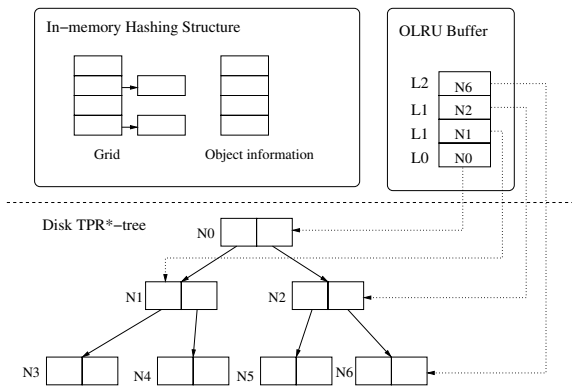 In-memory Hashing Structure
OLRU Buffer
L2 N6
L1 N2
L1 N1
L0 N0
Grid
Object information
Disk TPR*-tree
N0
N1
N2
N3
N4
N5
N6